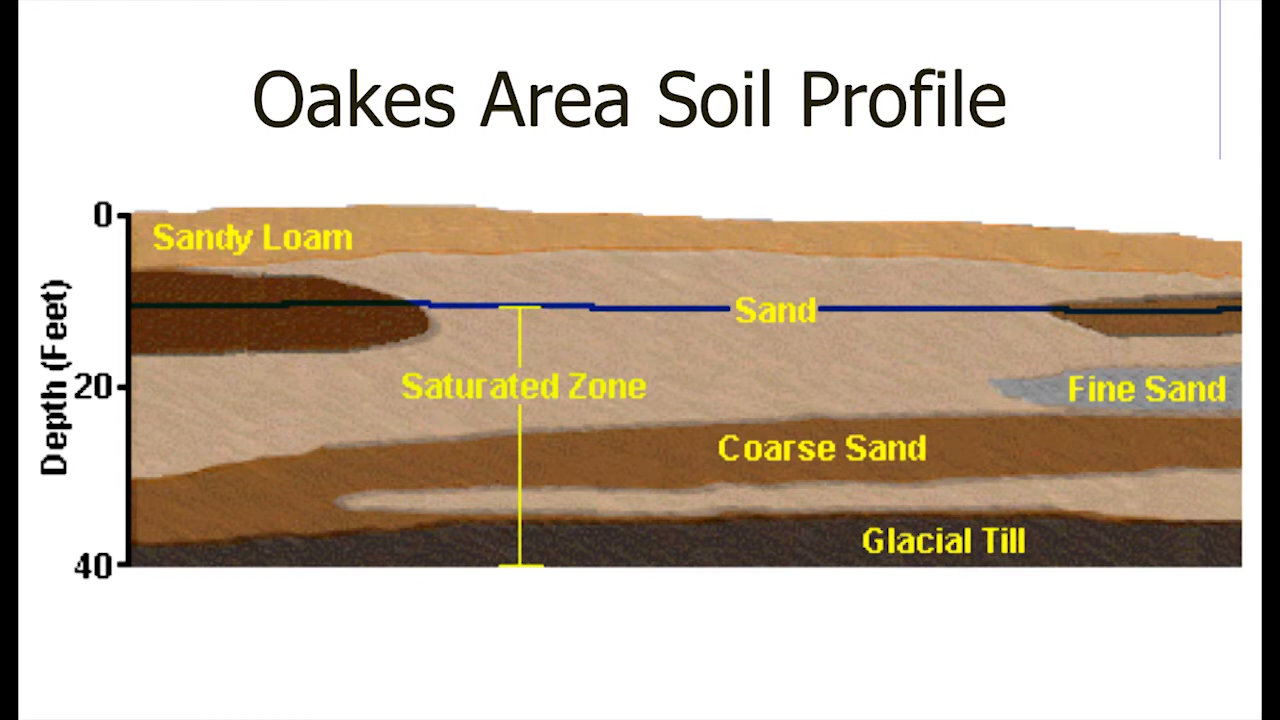 Oakes Area Soil Profile
0
Sandy Loam
Sand
Depth (Feet)
20
Saturated Zone
Fine Sand
Coarse Sand
Glacial Till
40